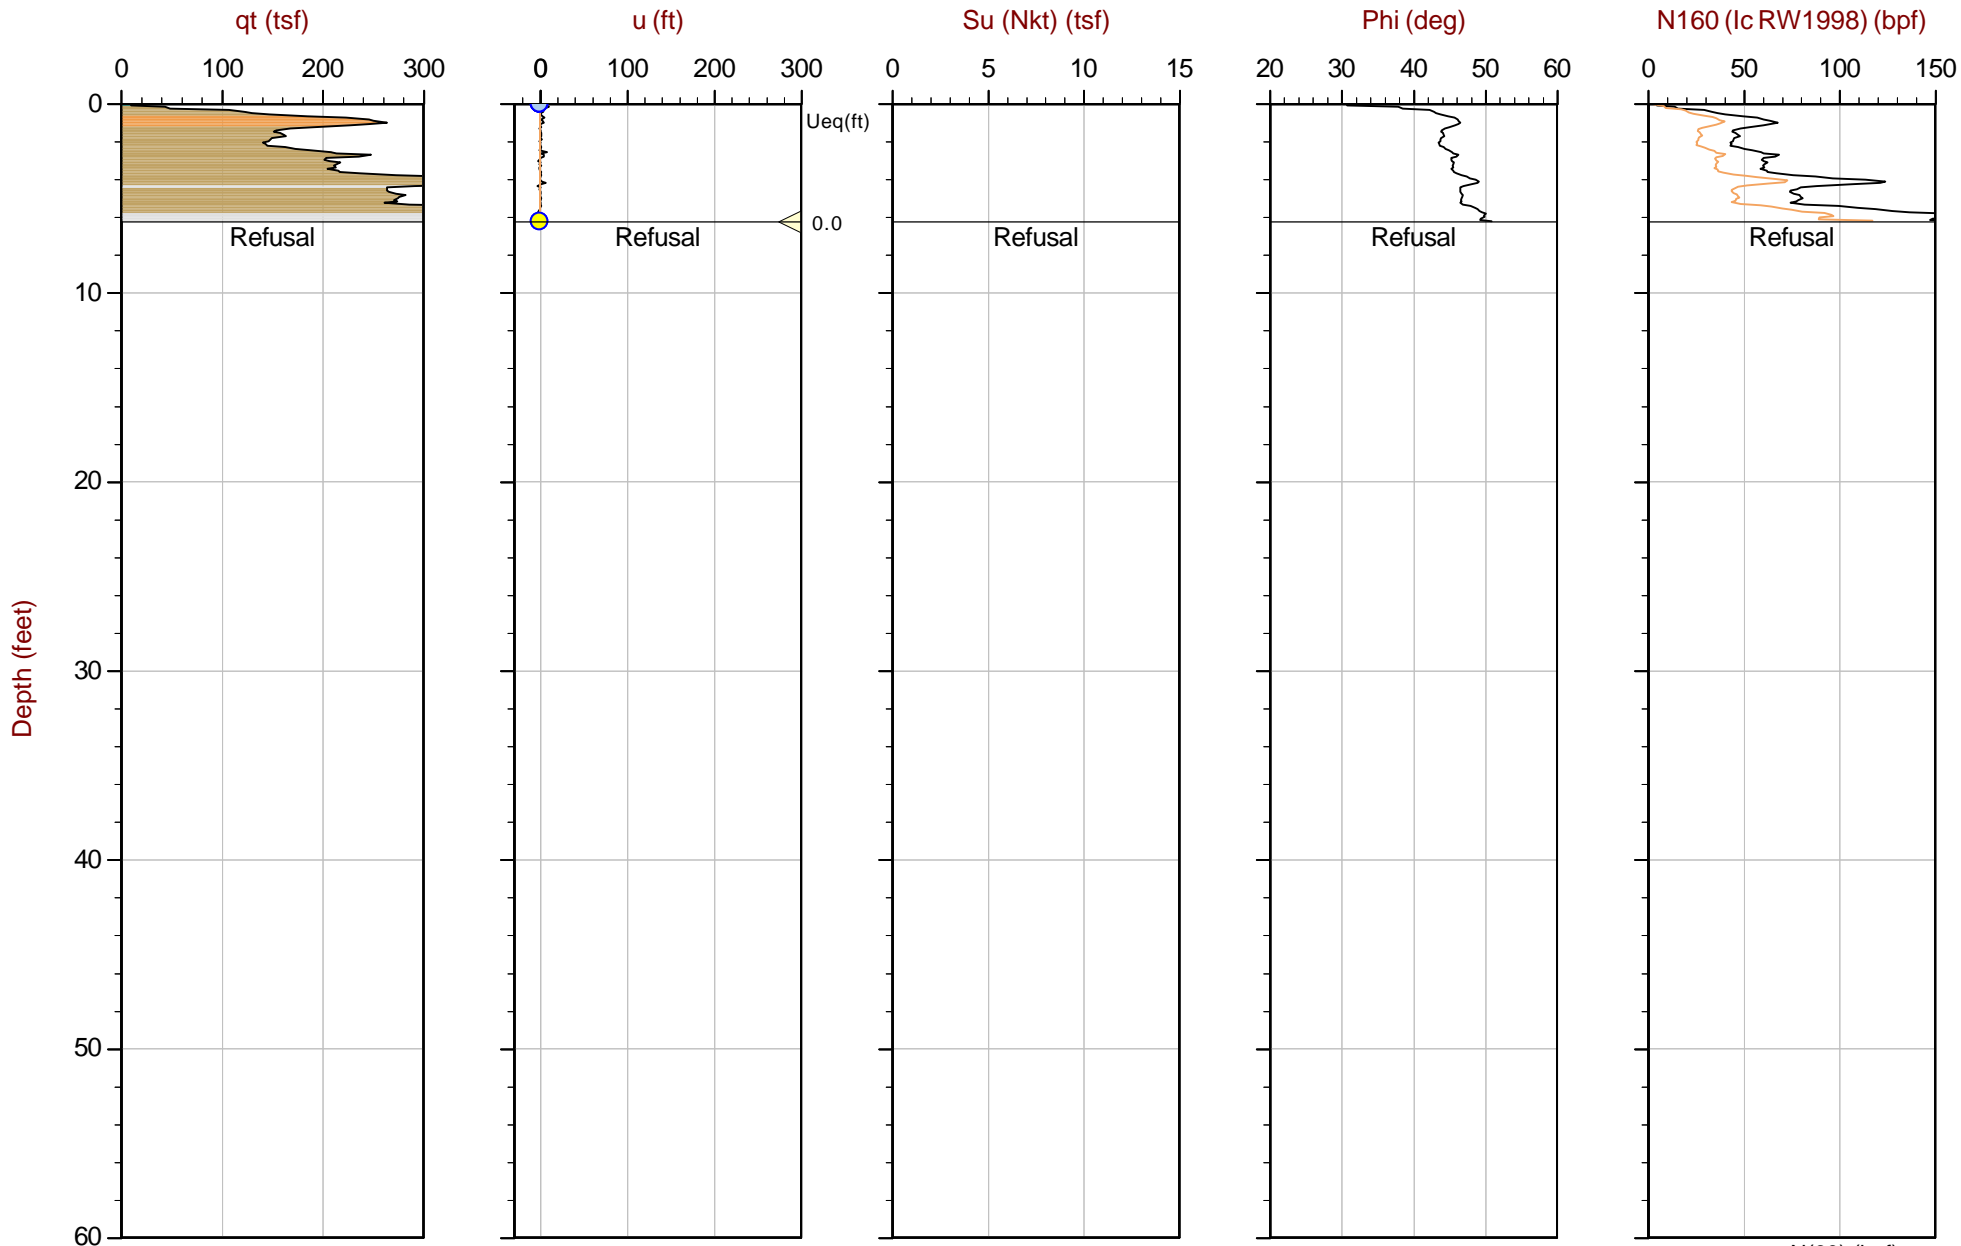 qt (tsf)
u (ft)
Su (Nkt) (tsf)
Phi (deg)
N160 (Ic RW1998) (bpf)
0 100 200 300
0 100 200 300
0 5 10 15
20 30 40 50 60
0 50 100 150
0
Ueq(ft)
0.0
Refusal
Refusal
Refusal
Refusal
Refusal
10
20
30
Depth (feet)
40
50
60